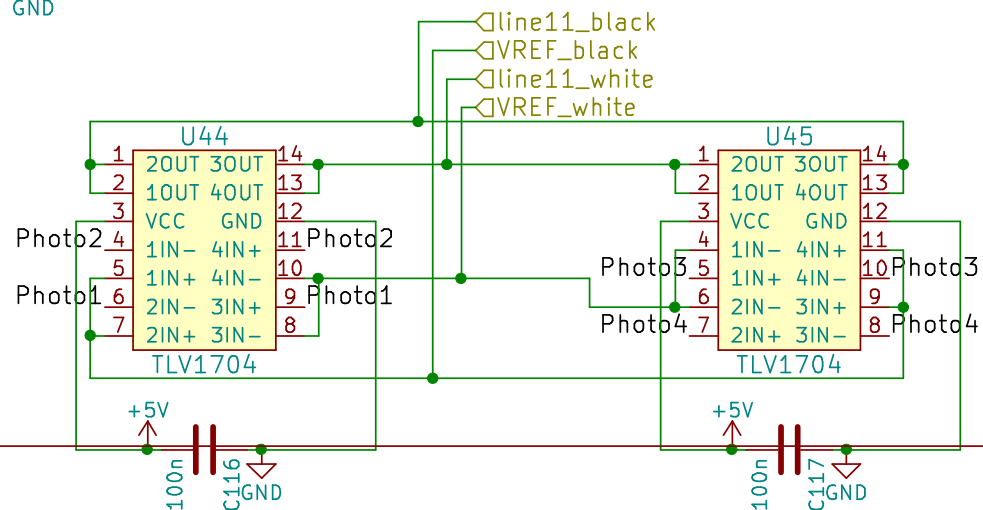 GND
line11_black
VREF_black
line11_white
VREF_white
U44
1 2OUT 3OUT 14
2 1OUT 4OUT 13
3 VCC GND 12
Photo2 4 1IN- 4IN+ 11 Photo2
5 1IN+ 4IN- 10
Photo1 6 2IN- 3IN+ 9 Photo1
7 2IN+ 3IN- 8
TLV1704
U45
1 2OUT 3OUT 14
2 1OUT 4OUT 13
3 VCC GND 12
4 1IN- 4IN+ 11
Photo3 5 1IN+ 4IN- 10 Photo3
6 2IN- 3IN+ 9
Photo4 7 2IN+ 3IN- 8 Photo4
TLV1704
+5V
100n
C116
GND
+5V
100n
C117
GND